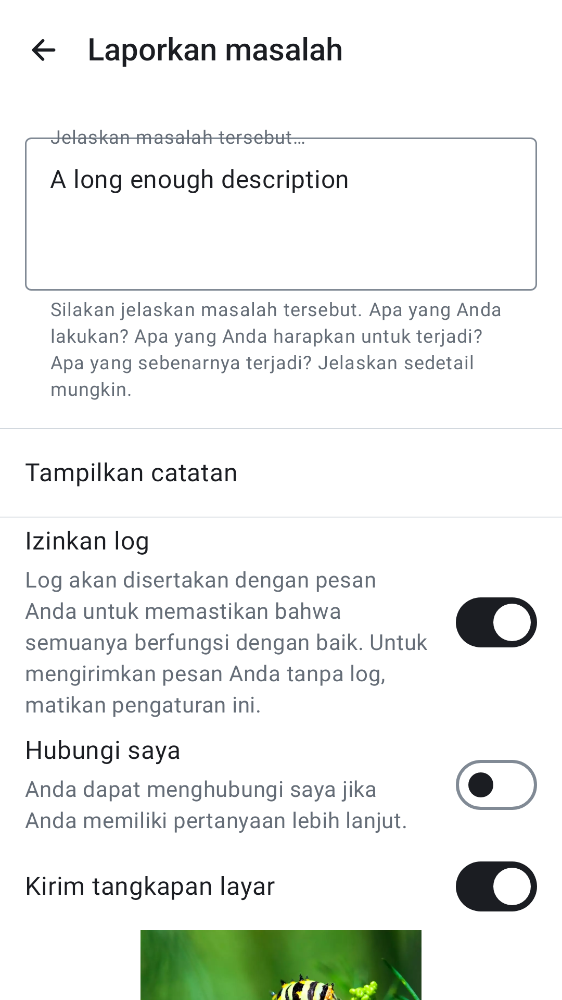 Laporkan masalah
Jelaskan masalah tersebut…
A long enough description
Silakan jelaskan masalah tersebut. Apa yang Anda
lakukan? Apa yang Anda harapkan untuk terjadi?
Apa yang sebenarnya terjadi? Jelaskan sedetail
mungkin.
Tampilkan catatan
Izinkan log
Log akan disertakan dengan pesan
Anda untuk memastikan bahwa
semuanya berfungsi dengan baik. Untuk
mengirimkan pesan Anda tanpa log,
matikan pengaturan ini.
Hubungi saya
Anda dapat menghubungi saya jika
Anda memiliki pertanyaan lebih lanjut.
Kirim tangkapan layar